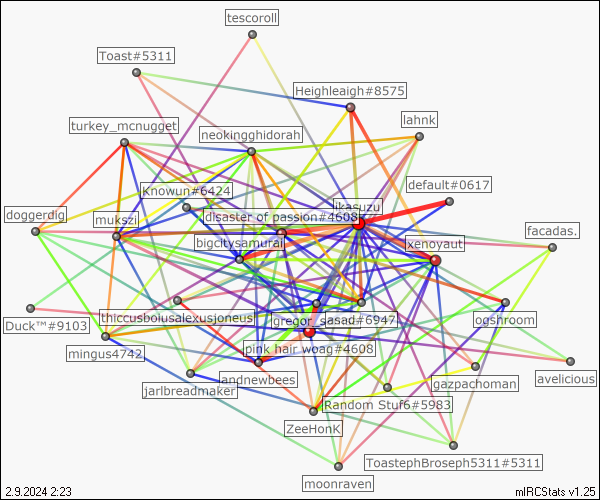 tescoroll
Toast#5311
Heighleaigh#8575
lahnk
turkey_mcnugget
neokingghidorah
default#0617
Knowun#6424
ikasuzu
doggerdig
mukszi
disaster of passion#4608
facadas.
bigcitysamurai
xenoyaut
Duck™#9103
thiccusboiusalexusjoneus
gregor_sasad#6947
ogshroom
mingus4742
pink hair woag#4608
avelicious
jarlbreadmaker
andnewbees
gazpachoman
Random Stuf6#5983
ZeeHonK
ToastephBroseph5311#5311
moonraven
2.9.2024 2:23
mIRCStats v1.25